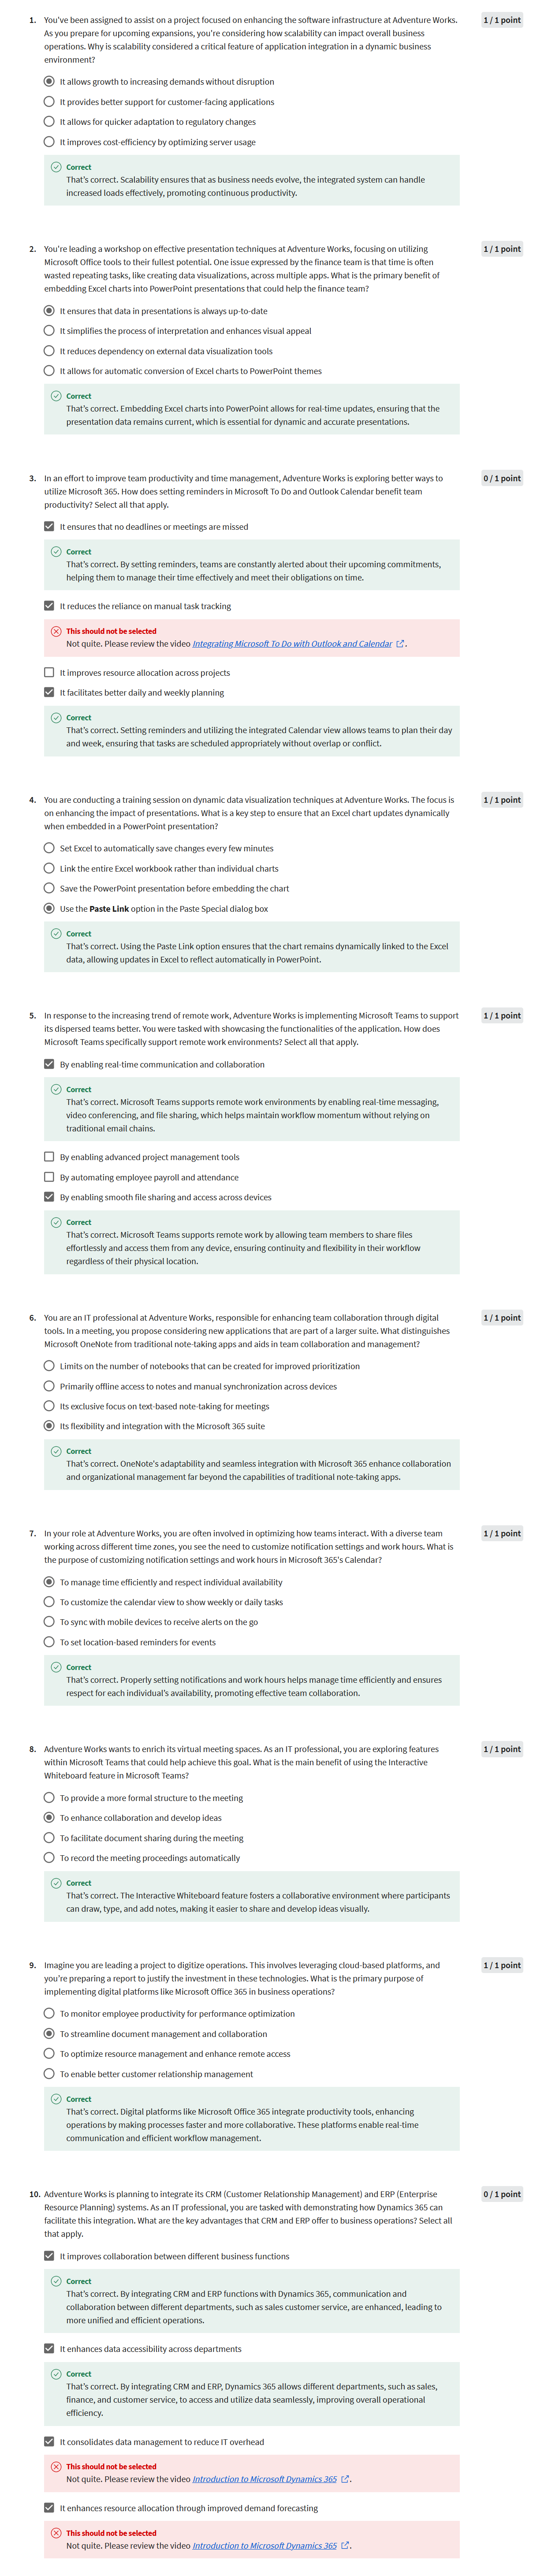 1. You've been assigned to assist on a project focused on enhancing the software infrastructure at Adventure Works.
1 / 1 point
As you prepare for upcoming expansions, you're considering how scalability can impact overall business
operations. Why is scalability considered a critical feature of application integration in a dynamic business
environment?
It allows growth to increasing demands without disruption
It provides better support for customer-facing applications
It allows for quicker adaptation to regulatory changes
It improves cost-efficiency by optimizing server usage
Correct
That's correct. Scalability ensures that as business needs evolve, the integrated system can handle
increased loads effectively, promoting continuous productivity.
2. You're leading a workshop on effective presentation techniques at Adventure Works, focusing on utilizing
1 / 1 point
Microsoft Office tools to their fullest potential. One issue expressed by the finance team is that time is often
wasted repeating tasks, like creating data visualizations, across multiple apps. What is the primary benefit of
embedding Excel charts into PowerPoint presentations that could help the finance team?
It ensures that data in presentations is always up-to-date
It simplifies the process of interpretation and enhances visual appeal
It reduces dependency on external data visualization tools
It allows for automatic conversion of Excel charts to PowerPoint themes
Correct
That's correct. Embedding Excel charts into PowerPoint allows for real-time updates, ensuring that the
presentation data remains current, which is essential for dynamic and accurate presentations.
3. In an effort to improve team productivity and time management, Adventure Works is exploring better ways to
0 / 1 point
utilize Microsoft 365. How does setting reminders in Microsoft To Do and Outlook Calendar benefit team
productivity? Select all that apply.
It ensures that no deadlines or meetings are missed
Correct
That's correct. By setting reminders, teams are constantly alerted about their upcoming commitments,
helping them to manage their time effectively and meet their obligations on time.
It reduces the reliance on manual task tracking
This should not be selected
Not quite. Please review the video Integrating Microsoft To Do with Outlook and Calendar.
It improves resource allocation across projects
It facilitates better daily and weekly planning
Correct
That's correct. Setting reminders and utilizing the integrated Calendar view allows teams to plan their day
and week, ensuring that tasks are scheduled appropriately without overlap or conflict.
4. You are conducting a training session on dynamic data visualization techniques at Adventure Works. The focus is
1 / 1 point
on enhancing the impact of presentations. What is a key step to ensure that an Excel chart updates dynamically
when embedded in a PowerPoint presentation?
Set Excel to automatically save changes every few minutes
Link the entire Excel workbook rather than individual charts
Save the PowerPoint presentation before embedding the chart
Use the Paste Link option in the Paste Special dialog box
Correct
That's correct. Using the Paste Link option ensures that the chart remains dynamically linked to the Excel
data, allowing updates in Excel to reflect automatically in PowerPoint.
5. In response to the increasing trend of remote work, Adventure Works is implementing Microsoft Teams to support
1 / 1 point
its dispersed teams better. You were tasked with showcasing the functionalities of the application. How does
Microsoft Teams specifically support remote work environments? Select all that apply.
By enabling real-time communication and collaboration
Correct
That's correct. Microsoft Teams supports remote work environments by enabling real-time messaging,
video conferencing, and file sharing, which helps maintain workflow momentum without relying on
traditional email chains.
By enabling advanced project management tools
By automating employee payroll and attendance
By enabling smooth file sharing and access across devices
Correct
That's correct. Microsoft Teams supports remote work by allowing team members to share files
effortlessly and access them from any device, ensuring continuity and flexibility in their workflow
regardless of their physical location.
6. You are an IT professional at Adventure Works, responsible for enhancing team collaboration through digital
1 / 1 point
tools. In a meeting, you propose considering new applications that are part of a larger suite. What distinguishes
Microsoft OneNote from traditional note-taking apps and aids in team collaboration and management?
Limits on the number of notebooks that can be created for improved prioritization
Primarily offline access to notes and manual synchronization across devices
Its exclusive focus on text-based note-taking for meetings
Its flexibility and integration with the Microsoft 365 suite
Correct
That's correct. OneNote's adaptability and seamless integration with Microsoft 365 enhance collaboration
and organizational management far beyond the capabilities of traditional note-taking apps.
7. In your role at Adventure Works, you are often involved in optimizing how teams interact. With a diverse team
1 / 1 point
working across different time zones, you see the need to customize notification settings and work hours. What is
the purpose of customizing notification settings and work hours in Microsoft 365's Calendar?
To manage time efficiently and respect individual availability
To customize the calendar view to show weekly or daily tasks
To sync with mobile devices to receive alerts on the go
To set location-based reminders for events
Correct
That's correct. Properly setting notifications and work hours helps manage time efficiently and ensures
respect for each individual's availability, promoting effective team collaboration.
8. Adventure Works wants to enrich its virtual meeting spaces. As an IT professional, you are exploring features
1 / 1 point
within Microsoft Teams that could help achieve this goal. What is the main benefit of using the Interactive
Whiteboard feature in Microsoft Teams?
To provide a more formal structure to the meeting
To enhance collaboration and develop ideas
To facilitate document sharing during the meeting
To record the meeting proceedings automatically
Correct
That's correct. The Interactive Whiteboard feature fosters a collaborative environment where participants
can draw, type, and add notes, making it easier to share and develop ideas visually.
9. Imagine you are leading a project to digitize operations. This involves leveraging cloud-based platforms, and
1 / 1 point
you're preparing a report to justify the investment in these technologies. What is the primary purpose of
implementing digital platforms like Microsoft Office 365 in business operations?
To monitor employee productivity for performance optimization
To streamline document management and collaboration
To optimize resource management and enhance remote access
To enable better customer relationship management
Correct
That's correct. Digital platforms like Microsoft Office 365 integrate productivity tools, enhancing
operations by making processes faster and more collaborative. These platforms enable real-time
communication and efficient workflow management.
10. Adventure Works is planning to integrate its CRM (Customer Relationship Management) and ERP (Enterprise
0 / 1 point
Resource Planning) systems. As an IT professional, you are tasked with demonstrating how Dynamics 365 can
facilitate this integration. What are the key advantages that CRM and ERP offer to business operations? Select all
that apply.
It improves collaboration between different business functions
Correct
That's correct. By integrating CRM and ERP functions with Dynamics 365, communication and
collaboration between different departments, such as sales customer service, are enhanced, leading to
more unified and efficient operations.
It enhances data accessibility across departments
Correct
That's correct. By integrating CRM and ERP, Dynamics 365 allows different departments, such as sales,
finance, and customer service, to access and utilize data seamlessly, improving overall operational
efficiency.
It consolidates data management to reduce IT overhead
This should not be selected
Not quite. Please review the video Introduction to Microsoft Dynamics 365.
It enhances resource allocation through improved demand forecasting
This should not be selected
Not quite. Please review the video Introduction to Microsoft Dynamics 365.